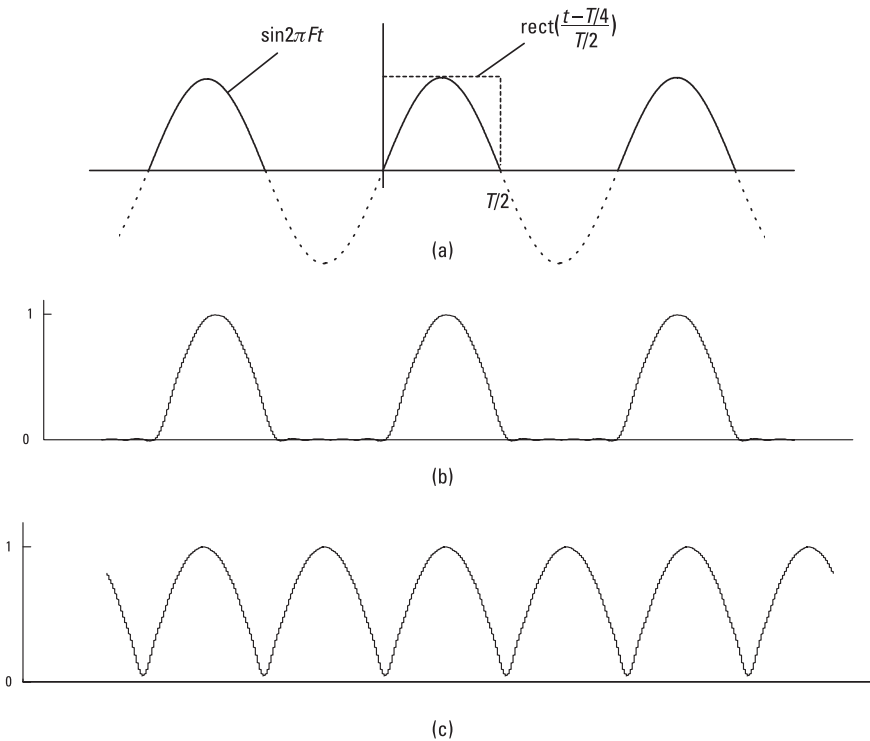 sin2πFt
rect(t−T/4 / T/2)
T/2
(a)
1
0
(b)
1
0
(c)